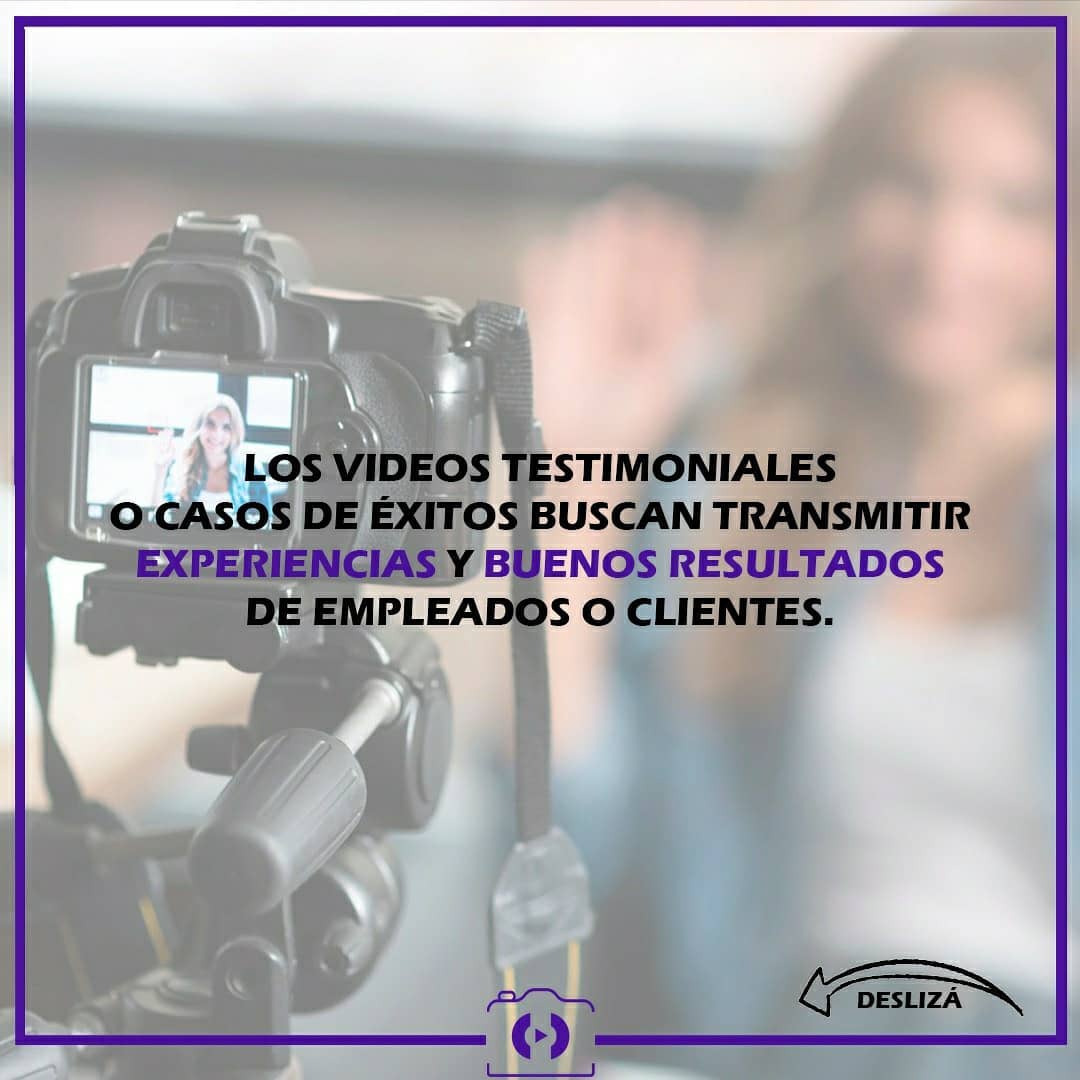 LOS VIDEOS TESTIMONIALES
O CASOS DE ÉXITOS BUSCAN TRANSMITIR
EXPERIENCIAS Y BUENOS RESULTADOS
DE EMPLEADOS O CLIENTES.
DESLIZÁ